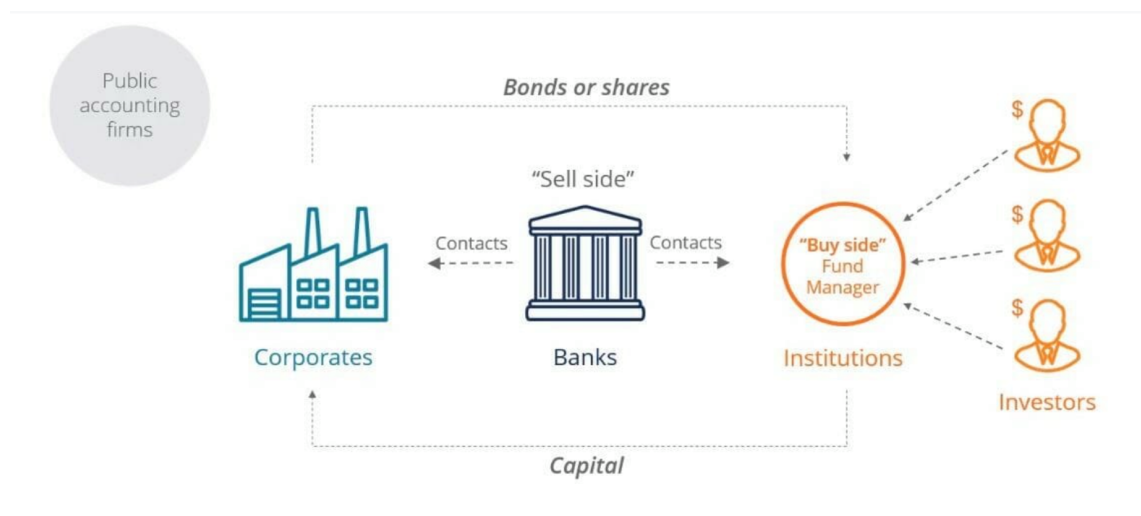 Public
accounting
firms
Bonds or shares
$
"Sell side"
$
Contacts
Contacts
"Buy side"
Fund
Manager
$
Corporates
Banks
Institutions
Investors
Capital